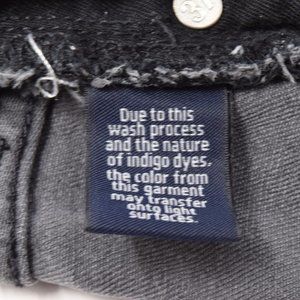 Due to this
wash process
and the nature
of indigo dyes.
the color from
this garment
may transfer
onto light
surfaces.